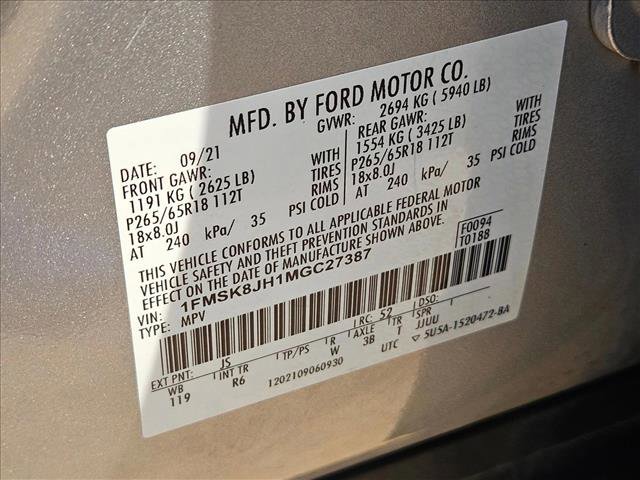 MFD. BY FORD MOTOR CO.
DATE: 09/21
GVWR: 2694 KG ( 5940 LB)
FRONT GAWR:
1191 KG ( 2625 LB)
P265/65R18 112T
18x8.0J
AT 240 kPa/ 35
WITH
TIRES
RIMS
PSI COLD
REAR GAWR:
1554 KG ( 3425 LB)
P265/65R18 112T
18x8.0J
AT 240 kPa/ 35
WITH
TIRES
RIMS
PSI COLD
THIS VEHICLE CONFORMS TO ALL APPLICABLE FEDERAL MOTOR
VEHICLE SAFETY AND THEFT PREVENTION STANDARDS IN
EFFECT ON THE DATE OF MANUFACTURE SHOWN ABOVE.
VIN: 1FMSK8JH1MGC27387
TYPE: MPV
F0094
T0188
EXT PNT: JS
RC: 52
DSO:
WB
INT TR
TP/PS
R
AXLE
TR
SPR
119
R6
W
3B
T
JJUU
1202109060930
UTC
5U5A-1520472-BA